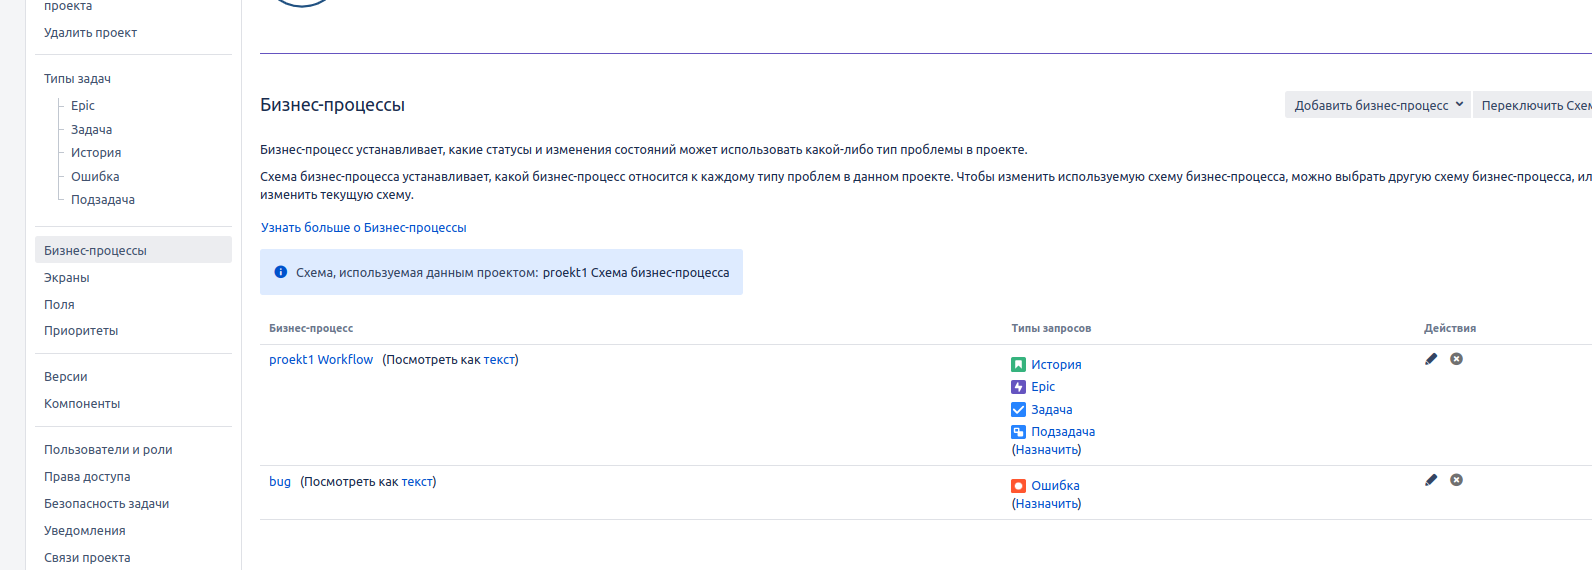 проекта
Удалить проект
Типы задач
Epic
Задача
История
Ошибка
Подзадача
Бизнес-процессы
Экраны
Поля
Приоритеты
Версии
Компоненты
Пользователи и роли
Права доступа
Безопасность задачи
Уведомления
Связи проекта
Бизнес-процессы
Добавить бизнес-процесс
Переключить Схем
Бизнес-процесс устанавливает, какие статусы и изменения состояний может использовать какой-либо тип проблемы в проекте.
Схема бизнес-процесса устанавливает, какой бизнес-процесс относится к каждому типу проблем в данном проекте. Чтобы изменить используемую схему бизнес-процесса, можно выбрать другую схему бизнес-процесса, ил
изменить текущую схему.
Узнать больше о Бизнес-процессы
Схема, используемая данным проектом: proekt1 Схема бизнес-процесса
Бизнес-процесс Типы запросов Действия
proekt1 Workflow (Посмотреть как текст)
История
Epic
Задача
Подзадача
(Назначить)
bug (Посмотреть как текст)
Ошибка
(Назначить)